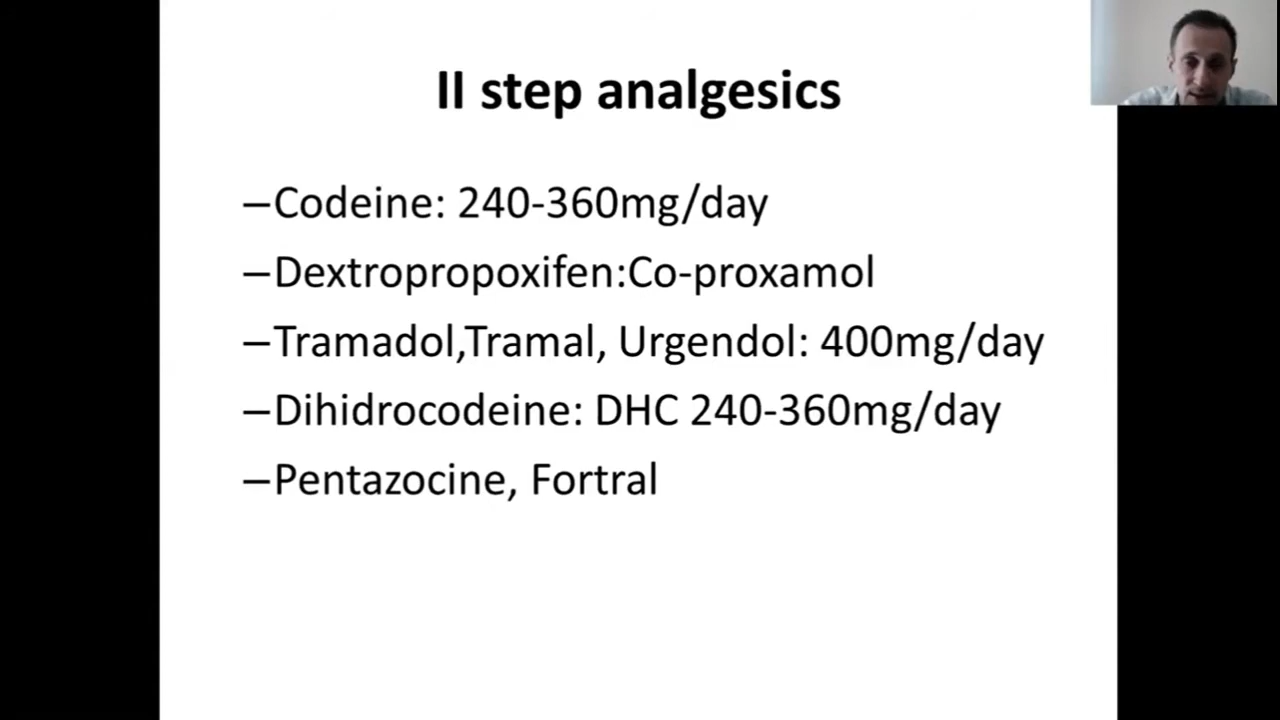 II step analgesics
–Codeine: 240-360mg/day
–Dextropropoxifen:Co-proxamol
–Tramadol,Tramal, Urgendol: 400mg/day
–Dihidrocodeine: DHC 240-360mg/day
–Pentazocine, Fortral